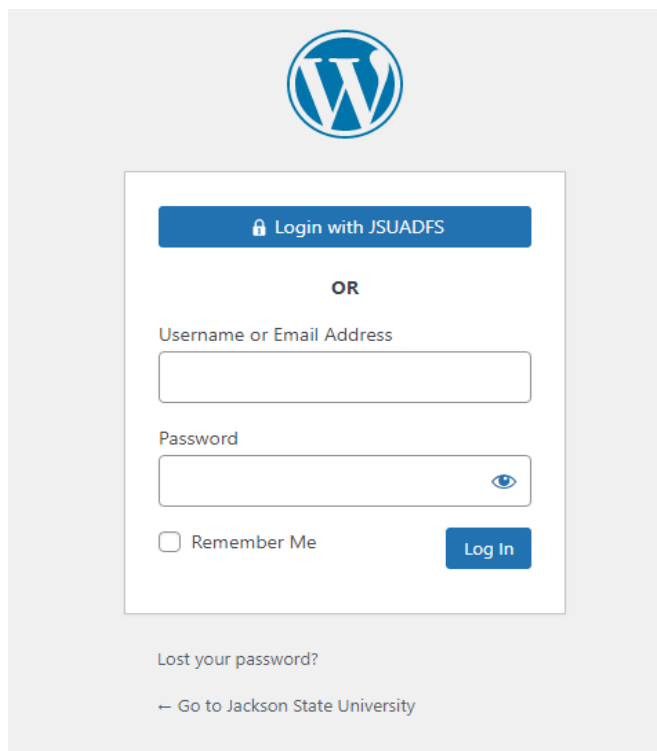 Login with JSUADFS
OR
Username or Email Address
Password
Remember Me
Log In
Lost your password?
← Go to Jackson State University